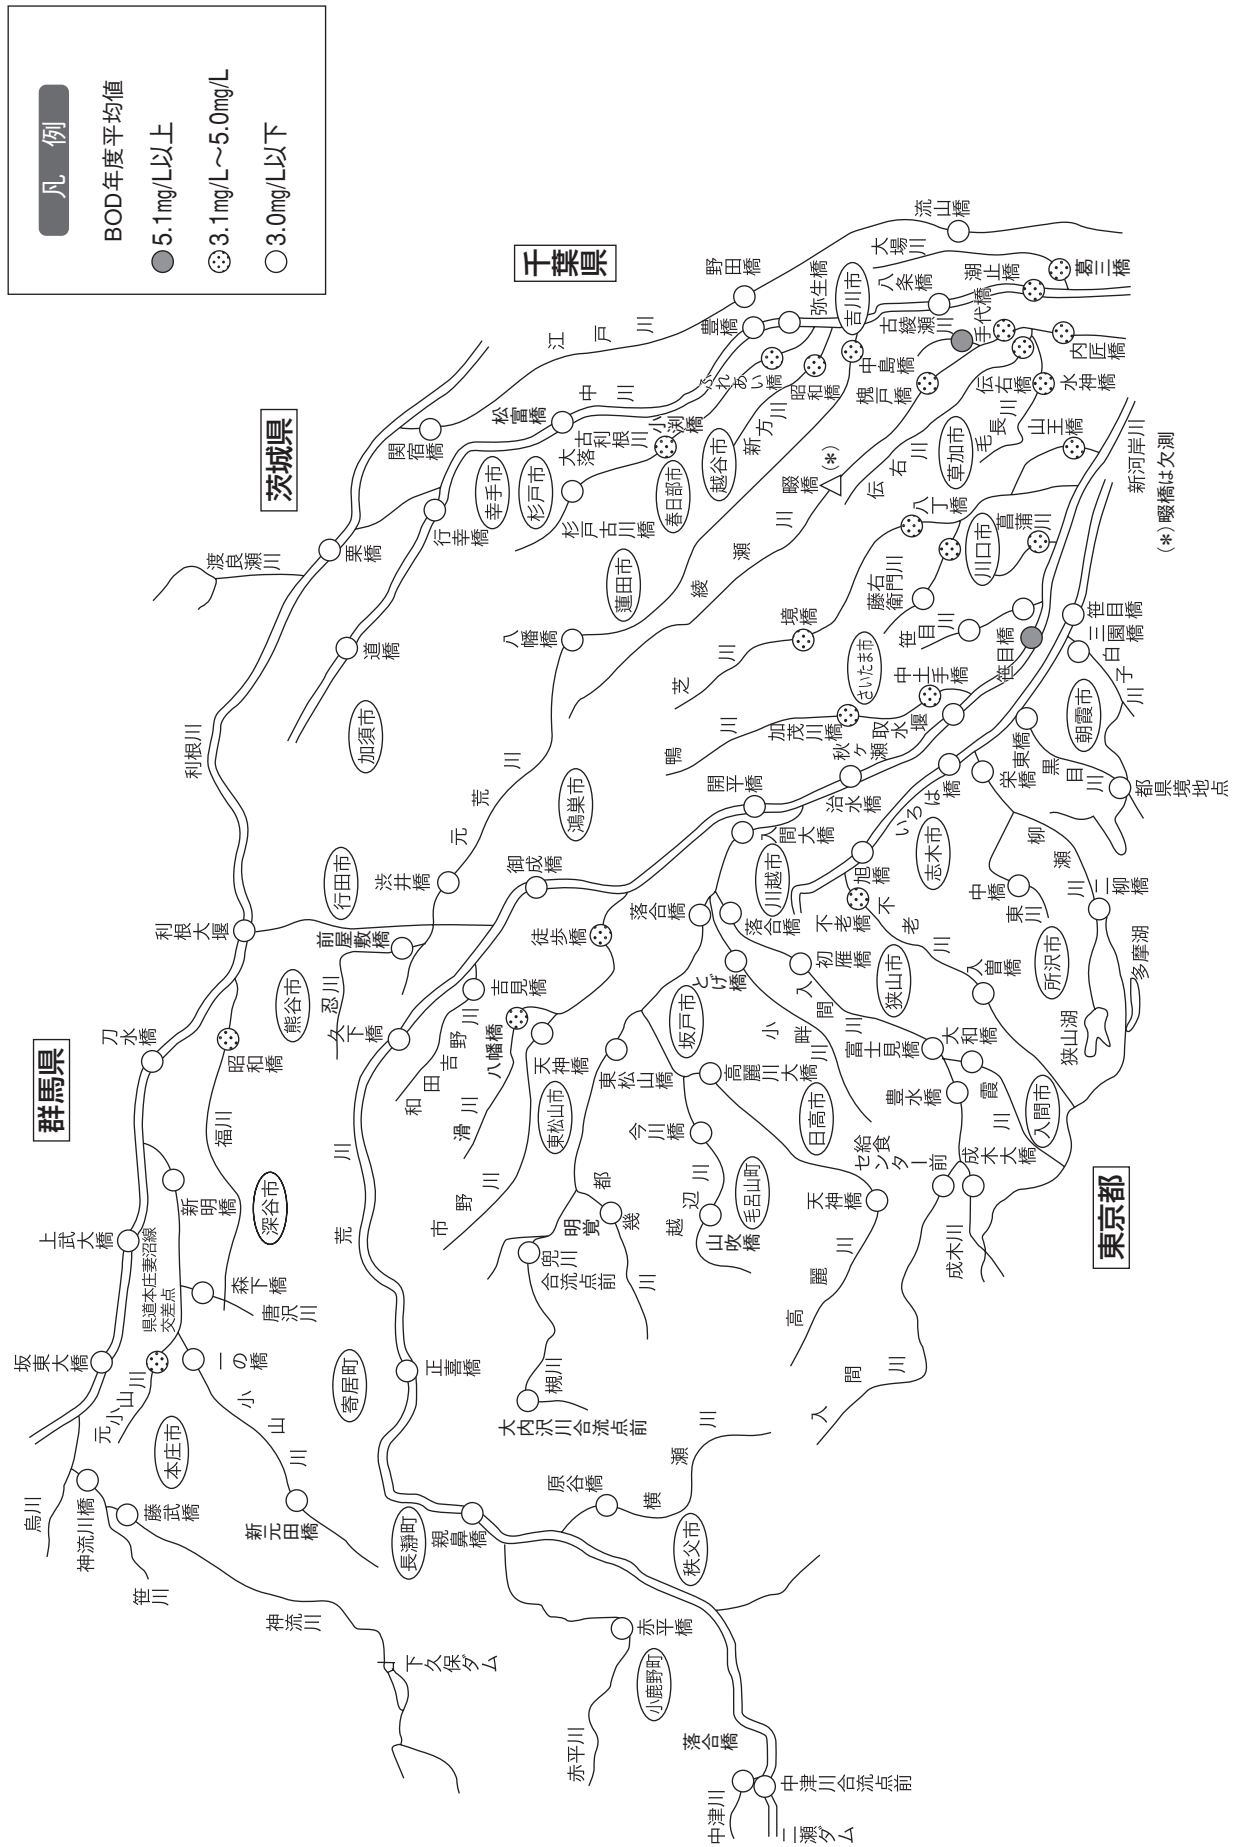 凡例
BOD年度平均値
5.1mg/L以上
3.1mg/L～5.0mg/L
3.0mg/L以下
群馬県
茨城県
千葉県
東京都
烏川
神流川橋
藤武橋
笹川
神流川
下久保ダム
坂東大橋
元小山川
県道本庄妻沼線
交差点
本庄市
一の橋
小山川
新元田橋
上武大橋
新明橋
森下橋
唐沢川
深谷市
福川
昭和橋
刀水橋
熊谷市
利根大堰
行田市
忍川
前屋敷橋
渋井橋
元荒川
利根川
加須市
渡良瀬川
栗橋
道橋
関宿橋
行幸橋
幸手市
松富橋
中川
江戸川
野田橋
流山橋
杉戸市
大落古利根川
杉戸古川橋
小渕橋
春日部市
蓮田市
八幡橋
鴻巣市
越谷市
新方川
ふれあい橋
豊橋
弥生橋
昭和橋
吉川市
中島橋
八条橋
大場川
潮止橋
葛三橋
古綾瀬川
手代橋
内匠橋
槐戸橋
伝右橋
水神橋
毛長川
山王橋
草加市
伝右川
畷橋
(＊)
綾瀬川
八丁橋
菖蒲川
川口市
藤右衛門川
境橋
芝川
笹目川
笹目橋
新河岸川
(＊)畷橋は欠測
さいたま市
中土手橋
加茂川橋
鴨川
秋ヶ瀬取水堰
笹目橋
三園橋
白子川
朝霞市
東橋
黒目川
都県境地点
栄橋
いろは橋
治水橋
開平橋
入間大橋
志木市
旭橋
川越市
不老橋
不老川
入曽橋
柳瀬川
中橋
東川
二柳橋
所沢市
狭山湖
多摩湖
御成橋
久下橋
荒川
吉見橋
和田吉野川
徒歩橋
八幡橋
滑川
天神橋
東松山市
市野川
落合橋
落合橋
とげ橋
初雁橋
入間川
狭山市
小畔川
坂戸市
東松山橋
高麗川大橋
日高市
富士見橋
大和橋
豊水橋
霞川
入間市
今川橋
越辺川
山吹橋
毛呂山町
都幾川
明覚
兜川
合流点前
槻川
大内沢川合流点前
天神橋
高麗川
給食
センター前
成木大橋
成木川
入間川
正喜橋
寄居町
長瀞町
親鼻橋
原谷橋
横瀬川
秩父市
赤平橋
小鹿野町
赤平川
落合橋
中津川
中津川合流点前
二瀬ダム